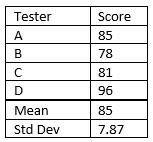 Tester Score
A 85
B 78
C 81
D 96
Mean 85
Std Dev 7.87